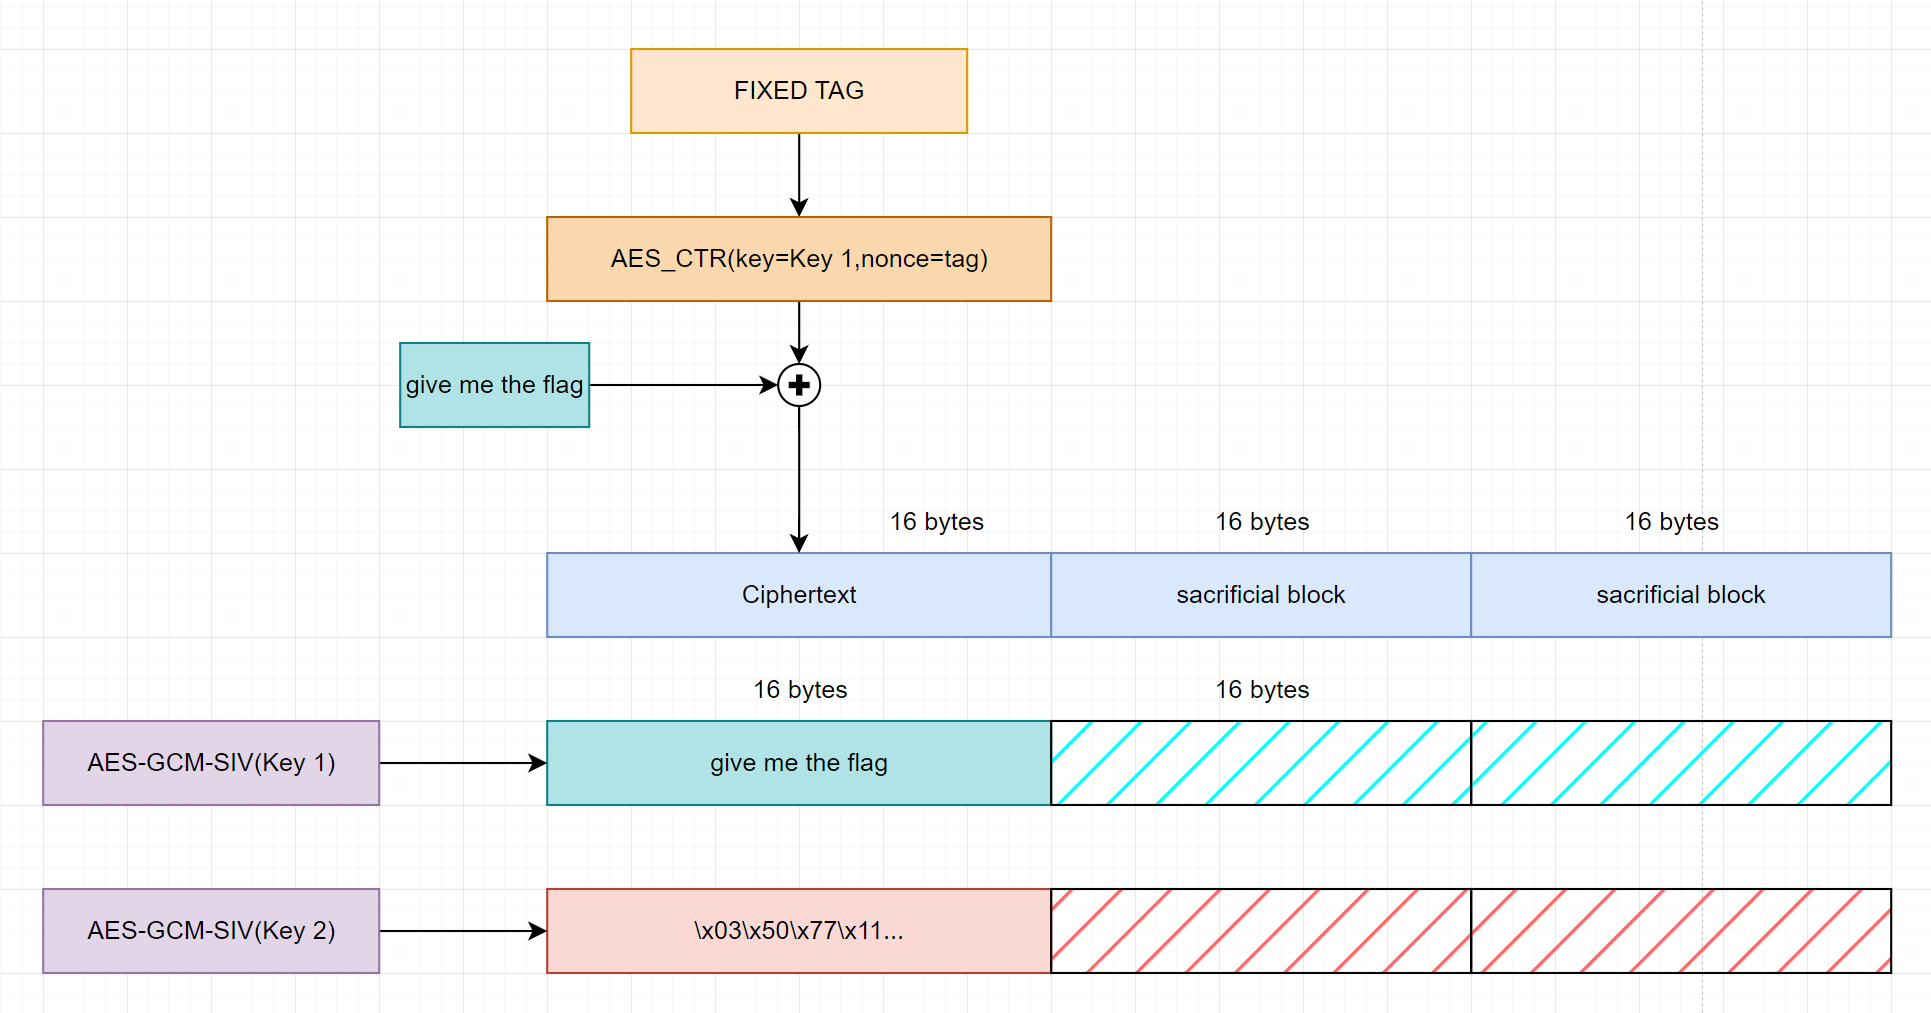 FIXED TAG
AES_CTR(key=Key 1,nonce=tag)
give me the flag
16 bytes
16 bytes
16 bytes
Ciphertext
sacrificial block
sacrificial block
16 bytes
16 bytes
AES-GCM-SIV(Key 1)
give me the flag
AES-GCM-SIV(Key 2)
\x03\x50\x77\x11...